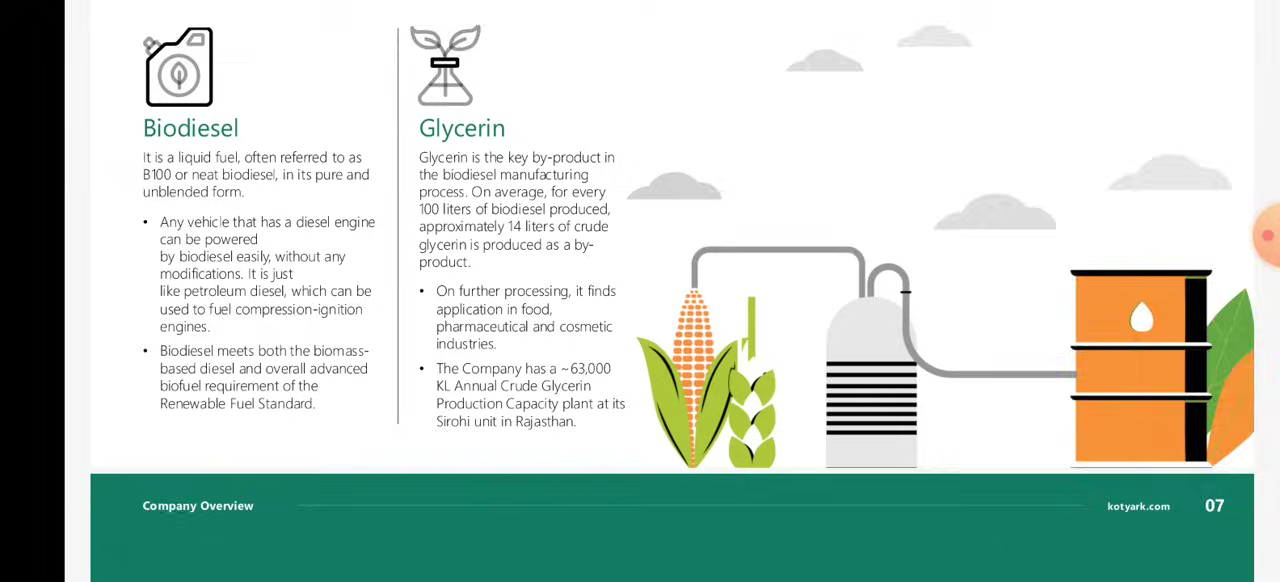 Biodiesel
It is a liquid fuel, often referred to as
B100 or neat biodiesel, in its pure and
unblended form.
• Any vehicle that has a diesel engine
can be powered
by biodiesel easily, without any
modifications. It is just
like petroleum diesel, which can be
used to fuel compression-ignition
engines.
• Biodiesel meets both the biomass-
based diesel and overall advanced
biofuel requirement of the
Renewable Fuel Standard.
Glycerin
Glycerin is the key by-product in
the biodiesel manufacturing
process. On average, for every
100 liters of biodiesel produced,
approximately 14 liters of crude
glycerin is produced as a by-
product.
• On further processing, it finds
application in food,
pharmaceutical and cosmetic
industries.
• The Company has a ~63,000
KL Annual Crude Glycerin
Production Capacity plant at its
Sirohi unit in Rajasthan.
Company Overview
kotyark.com 07